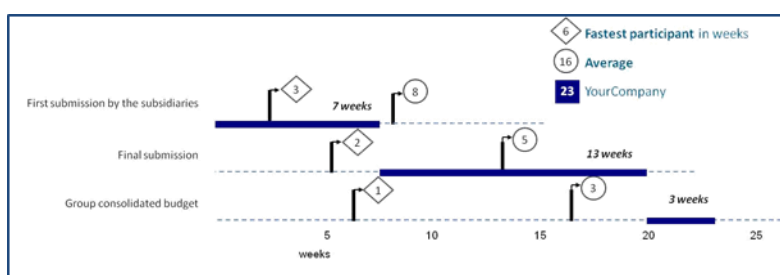 6 Fastest participant in weeks
16 Average
23 YourCompany
3
8
First submission by the subsidiaries
7 weeks
2
5
Final submission
13 weeks
1
3
Group consolidated budget
3 weeks
5 10 15 20 25
weeks